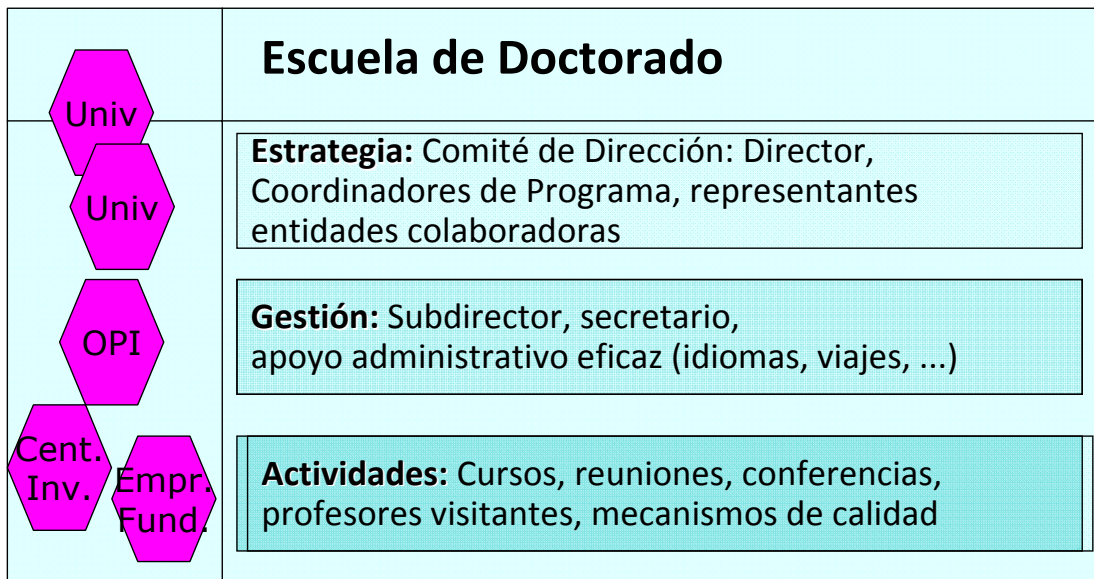 Escuela de Doctorado
Univ
Univ
OPI
Cent.
Inv.
Empr.
Fund.
Estrategia: Comité de Dirección: Director,
Coordinadores de Programa, representantes
entidades colaboradoras
Gestión: Subdirector, secretario,
apoyo administrativo eficaz (idiomas, viajes, ...)
Actividades: Cursos, reuniones, conferencias,
profesores visitantes, mecanismos de calidad